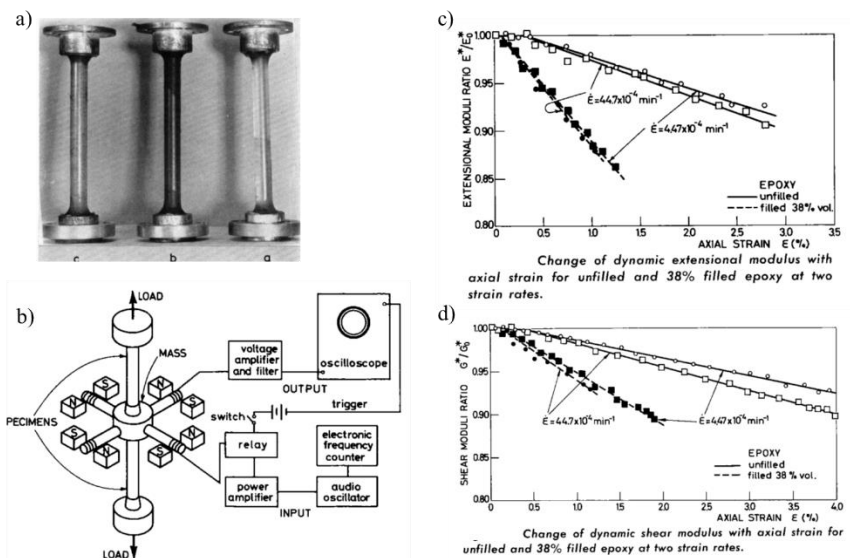 a)
c
b
a
b)
LOAD
MASS
PECIMENS
S
N
N
S
S
N
N
S
LOAD
voltage
amplifier
and filter
OUTPUT
oscilloscope
trigger
switch
relay
power
amplifier
INPUT
electronic
frequency
counter
audio
oscillator
c)
EXTENSIONAL MODULI RATIO E*/E₀*
1.00
0.95
0.90
0.85
0.80
Ė=44.7x10⁻⁴ min⁻¹
Ė=4.47x10⁻⁴ min⁻¹
EPOXY
unfilled
filled 38% vol.
0
0.5
1.0
1.5
2.0
2.5
3.0
3.5
AXIAL STRAIN E (%)
Change of dynamic extensional modulus with
axial strain for unfilled and 38% filled epoxy at two
strain rates.
d)
SHEAR MODULI RATIO G*/G₀*
1.00
0.95
0.90
0.85
0.80
Ė=44.7x10⁻⁴ min⁻¹
Ė=4,47x10⁻⁴ min⁻¹
EPOXY
unfilled
filled 38% vol.
0
0.5
1.0
1.5
2.0
2.5
3.0
3.5
4.0
AXIAL STRAIN E (%)
Change of dynamic shear modulus with axial strain for
unfilled and 38% filled epoxy at two strain rates.